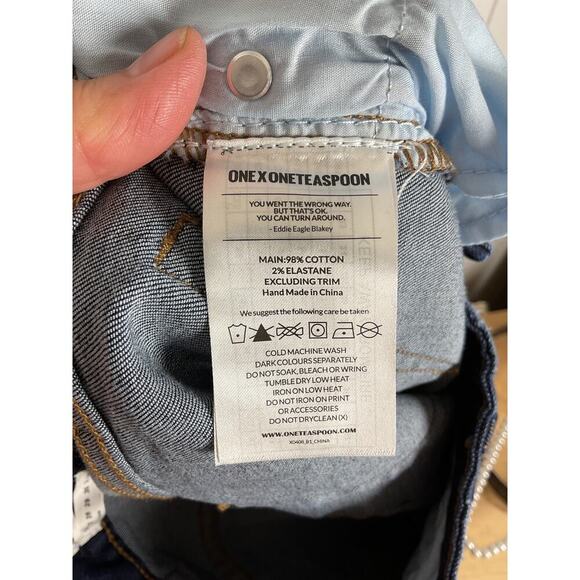 ONEXONETEASPOON
YOU WENT THE WRONG WAY.
BUT THAT'S OK.
YOU CAN TURN AROUND.
- Eddie Eagle Blakey
MAIN:98% COTTON
2% ELASTANE
EXCLUDING TRIM
Hand Made in China
We suggest the following care be taken
COLD MACHINE WASH
DARK COLOURS SEPARATELY
DO NOT SOAK, BLEACH OR WRING
TUMBLE DRY LOW HEAT
IRON ON LOW HEAT
DO NOT IRON ON PRINT
OR ACCESSORIES
DO NOT DRYCLEAN (X)
WWW.ONETEASPOON.COM
XO408_B1_CHINA